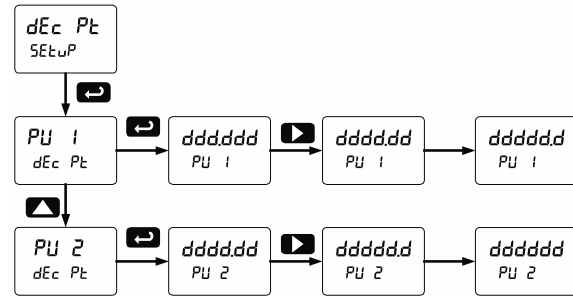 dEc Pt
SEtuP
PU 1
dEc Pt
ddd.ddd
PU 1
dddd.dd
PU 1
ddddd.d
PU 1
PU 2
dEc Pt
dddd.dd
PU 2
ddddd.d
PU 2
dddddd
PU 2